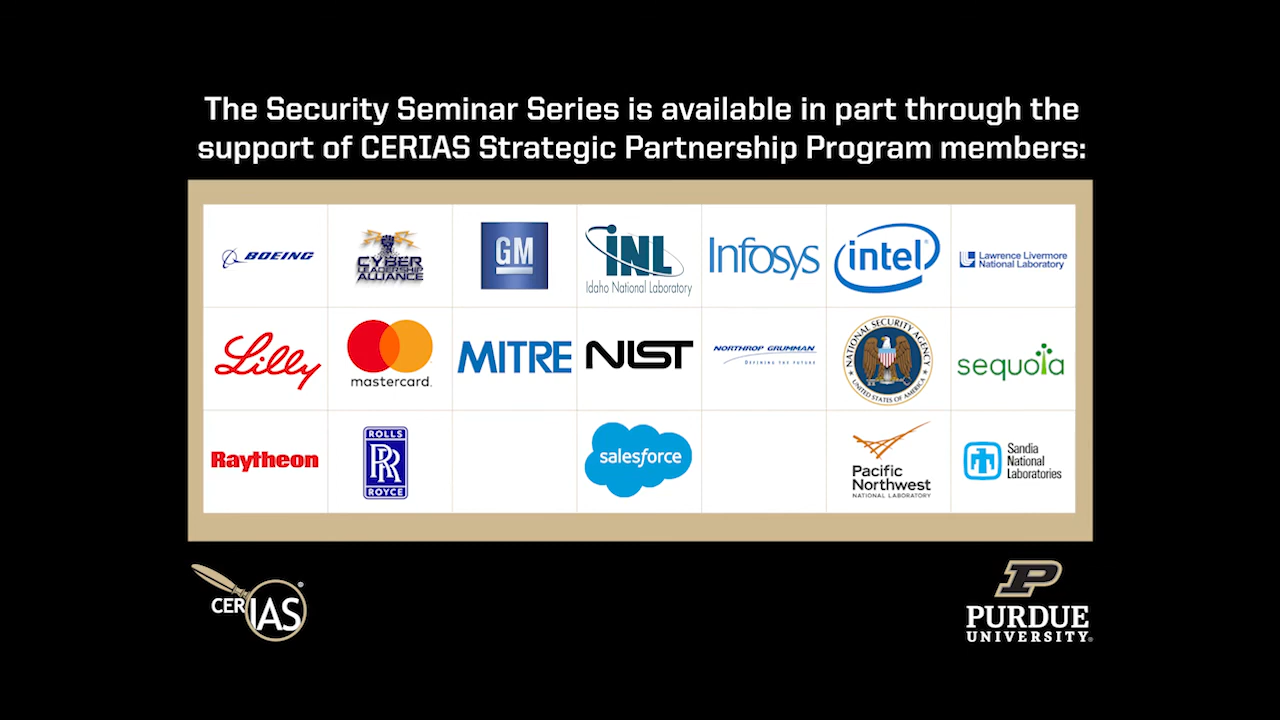 The Security Seminar Series is available in part through the
support of CERIAS Strategic Partnership Program members:
BOEING
CYBER
LEADERSHIP
ALLIANCE
GM
INL
Idaho National Laboratory
Infosys
intel®
Lawrence Livermore
National Laboratory
Lilly
mastercard.
MITRE
NIST
NORTHROP GRUMMAN
DEFINING THE FUTURE
NATIONAL SECURITY AGENCY
UNITED STATES OF AMERICA
sequoia
Raytheon
ROLLS
RR
ROYCE
salesforce
Pacific
Northwest
NATIONAL LABORATORY
Sandia
National
Laboratories
CERIAS®
P
PURDUE
UNIVERSITY®